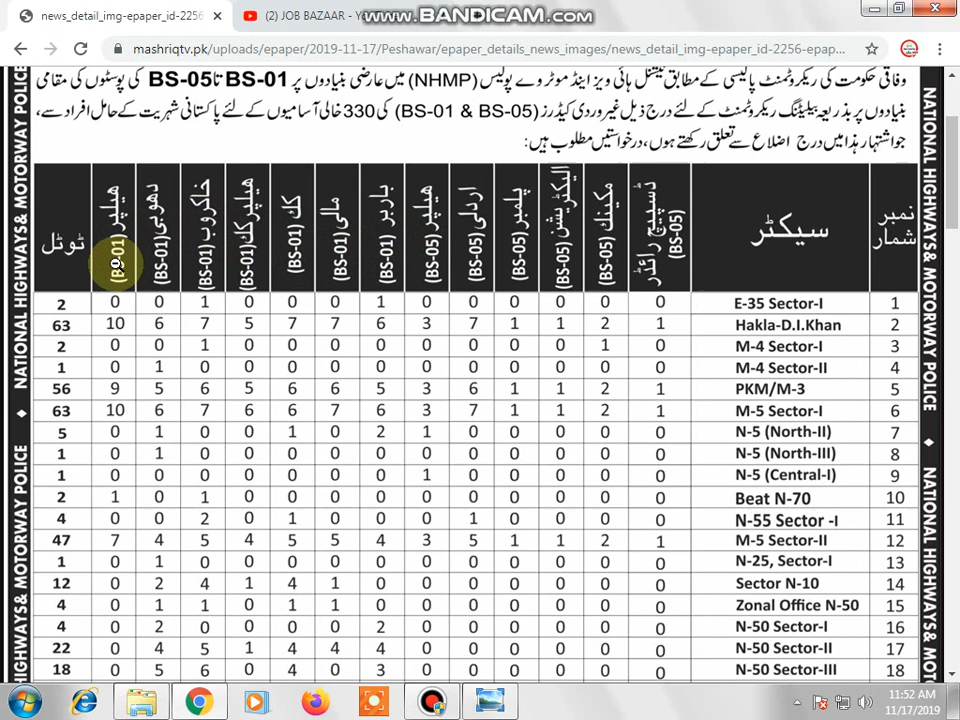 news_detail_img-epaper_id-2256
(2) JOB BAZAAR - Y
WWW.BANDICAM.COM
mashriqtv.pk/uploads/epaper/2019-11-17/Peshawar/epaper_details_news_images/news_detail_img-epaper_id-2256-epap...
وفاقی حکومت کی ریکروٹمنٹ پالیسی کے مطابق نیشنل ہائی ویز اینڈ موٹر وے پولیس (NHMP) میں عارضی بنیادوں پر BS-01 تا BS-05 کی پوسٹوں کی مقامی
بنیادوں پر بذریعہ بیلٹنگ ریکروٹمنٹ کے لئے درج ذیل غیر وردی کیڈرز (BS-01 & BS-05) کی 330 خالی آسامیوں کے لئے پاکستانی شہریت کے حامل افراد سے،
جو اشتہار ہذا میں درج اضلاع سے تعلق رکھتے ہوں، درخواستیں مطلوب ہیں:
نمبر شمار سیکٹر ڈسپیچ رائڈر (BS-05) مکینک (BS-05) الیکٹریشن (BS-05) پلمبر (BS-05) اردلی (BS-05) ہیلپر (BS-05) باربر (BS-01) مالی (BS-01) کک (BS-01) ہیلپر کک (BS-01) خاکروب (BS-01) دھوبی (BS-01) ہیلپر (BS-01) ٹوٹل
2 0 0 1 0 0 0 1 0 0 0 0 0 0 E-35 Sector-I 1
63 10 6 7 5 7 7 6 3 7 1 1 2 1 Hakla-D.I.Khan 2
2 0 0 1 0 0 0 0 0 0 0 0 1 0 M-4 Sector-I 3
1 0 1 0 0 0 0 0 0 0 0 0 0 0 M-4 Sector-II 4
56 9 5 6 5 6 6 5 3 6 1 1 2 1 PKM/M-3 5
63 10 6 7 6 6 7 6 3 7 1 1 2 1 M-5 Sector-I 6
5 0 1 0 0 1 0 2 1 0 0 0 0 0 N-5 (North-II) 7
1 0 1 0 0 0 0 0 0 0 0 0 0 0 N-5 (North-III) 8
1 0 0 0 0 0 0 0 1 0 0 0 0 0 N-5 (Central-I) 9
2 1 0 1 0 0 0 0 0 0 0 0 0 0 Beat N-70 10
4 0 0 2 0 1 0 0 0 1 0 0 0 0 N-55 Sector -I 11
47 7 4 5 4 5 5 4 3 5 1 1 2 1 M-5 Sector-II 12
1 0 1 0 0 0 0 0 0 0 0 0 0 0 N-25, Sector-I 13
12 0 2 4 1 4 1 0 0 0 0 0 0 0 Sector N-10 14
4 0 1 1 0 1 1 0 0 0 0 0 0 0 Zonal Office N-50 15
4 0 2 0 0 0 0 2 0 0 0 0 0 0 N-50 Sector-I 16
22 0 4 5 1 4 4 4 0 0 0 0 0 0 N-50 Sector-II 17
18 0 5 6 0 4 0 3 0 0 0 0 0 0 N-50 Sector-III 18
NATIONAL HIGHWAYS& MOTORWAY POLICE
NATIONAL HIGHWAYS& MOTORWAY POLICE
NATIONAL HIGHWAYS& MOTORWAY POLICE
NATIONAL HIGHWAYS& M
11:52 AM
11/17/2019